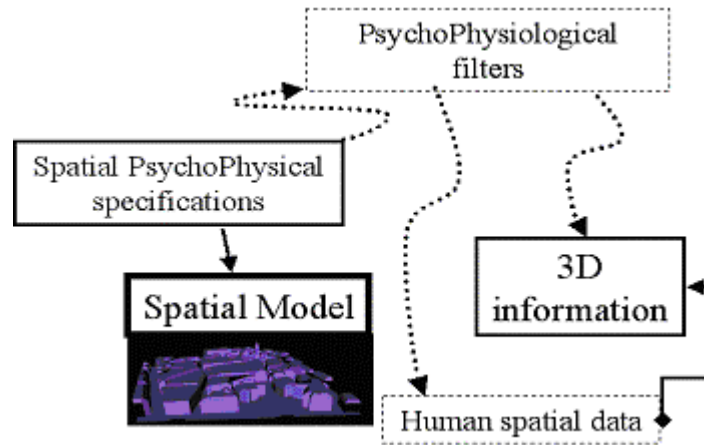 PsychoPhysiological
filters
Spatial PsychoPhysical
specifications
3D
information
Spatial Model
Human spatial data